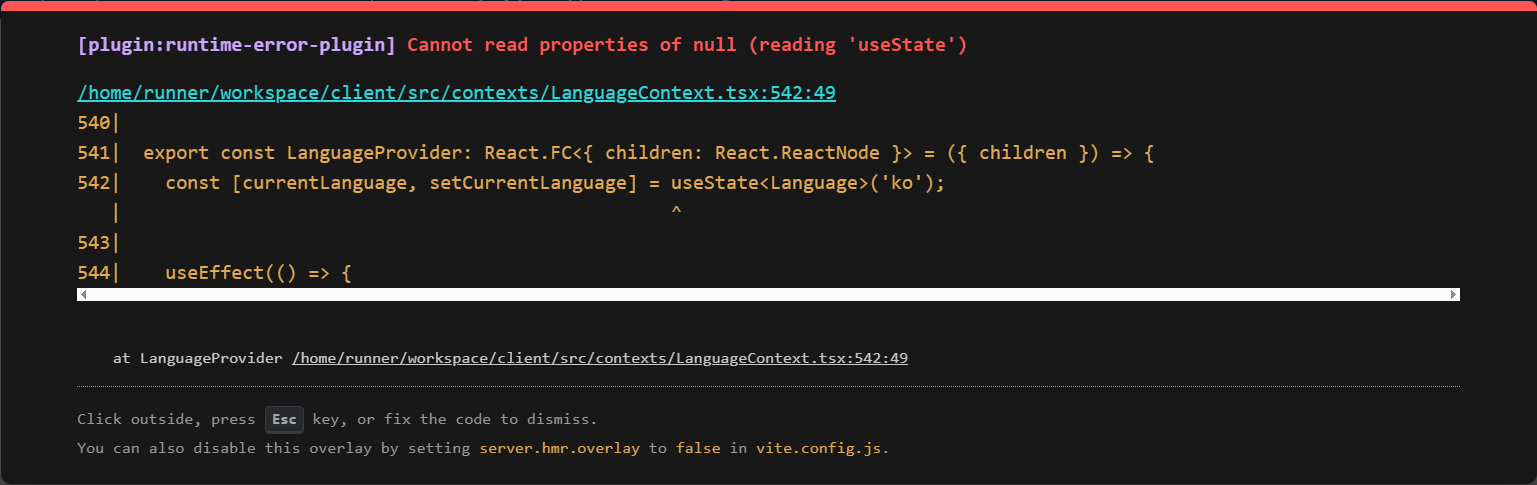 [plugin:runtime-error-plugin] Cannot read properties of null (reading 'useState')
/home/runner/workspace/client/src/contexts/LanguageContext.tsx:542:49
540|
541|  export const LanguageProvider: React.FC<{ children: React.ReactNode }> = ({ children }) => {
542|    const [currentLanguage, setCurrentLanguage] = useState<Language>('ko');
   |                                                  ^
543|
544|    useEffect(() => {
at LanguageProvider /home/runner/workspace/client/src/contexts/LanguageContext.tsx:542:49
Click outside, press Esc key, or fix the code to dismiss.
You can also disable this overlay by setting server.hmr.overlay to false in vite.config.js.